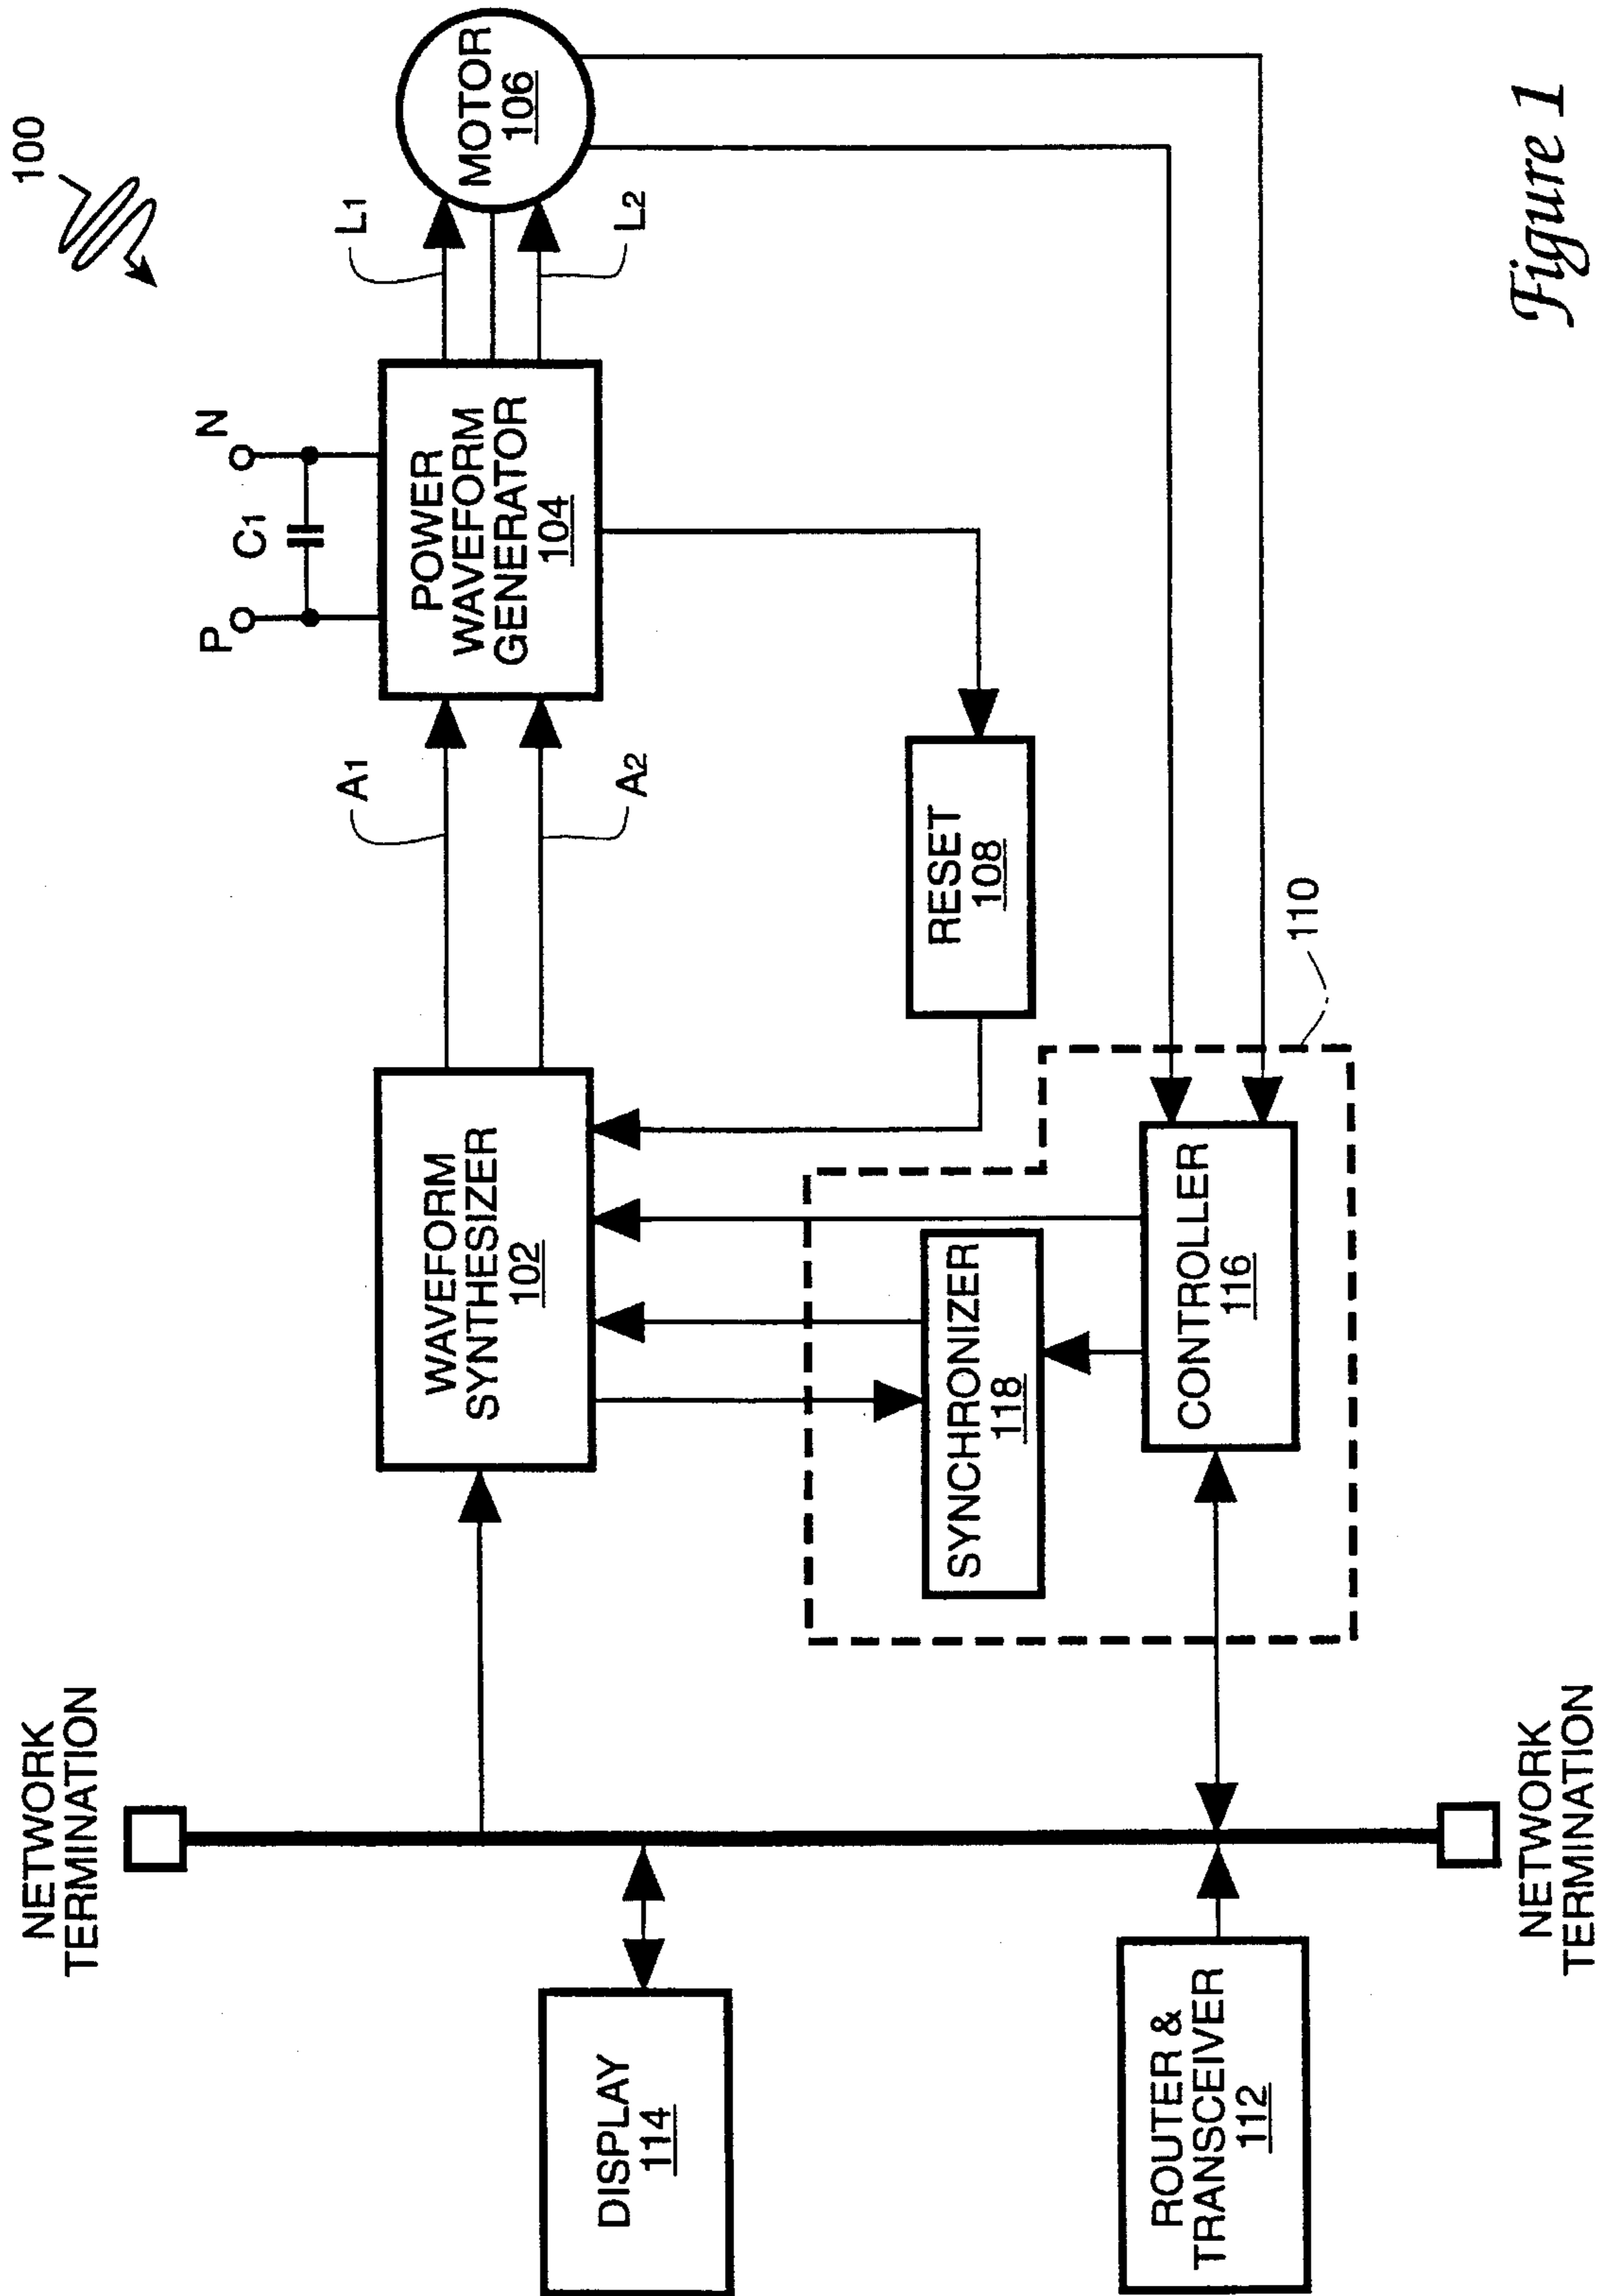 100
NETWORK
TERMINATION
P
C1
N
L1
L2
MOTOR
106
POWER
WAVEFORM
GENERATOR
104
A1
A2
WAVEFORM
SYNTHESIZER
102
DISPLAY
114
RESET
108
SYNCHRONIZER
118
110
CONTROLLER
116
ROUTER &
TRANSCEIVER
112
NETWORK
TERMINATION
Figure 1